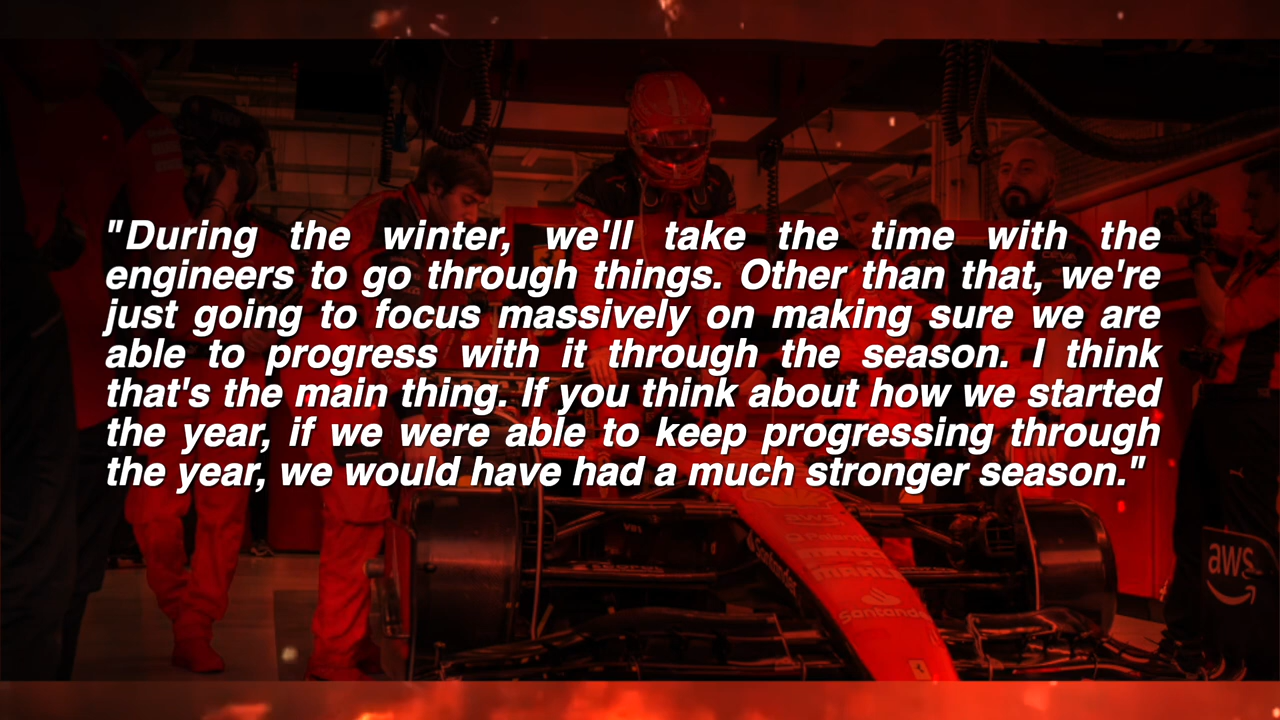 "During the winter, we'll take the time with the
engineers to go through things. Other than that, we're
just going to focus massively on making sure we are
able to progress with it through the season. I think
that's the main thing. If you think about how we started
the year, if we were able to keep progressing through
the year, we would have had a much stronger season."
aws
Santander
aws